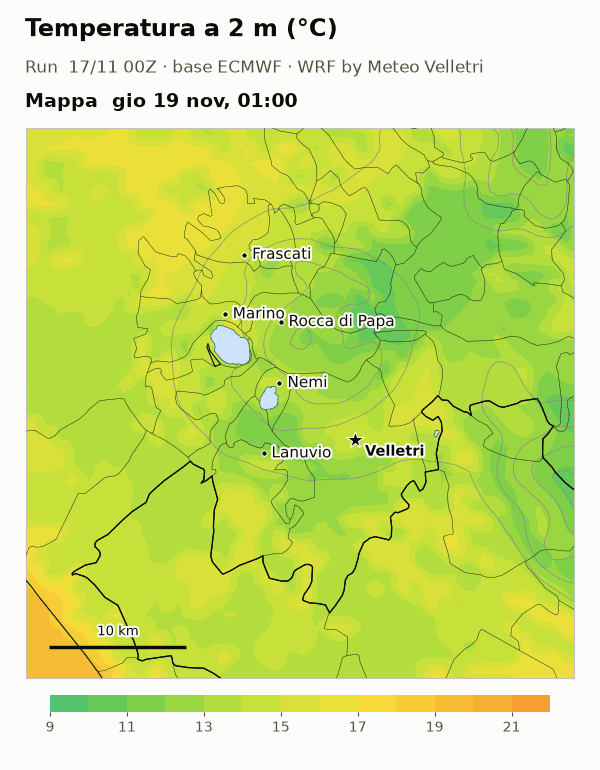 Temperatura a 2 m (°C)
Run  17/11 00Z · base ECMWF · WRF by Meteo Velletri
Mappa  gio 19 nov, 01:00
Frascati
Marino
Rocca di Papa
Nemi
Velletri
Lanuvio
10 km
9 11 13 15 17 19 21